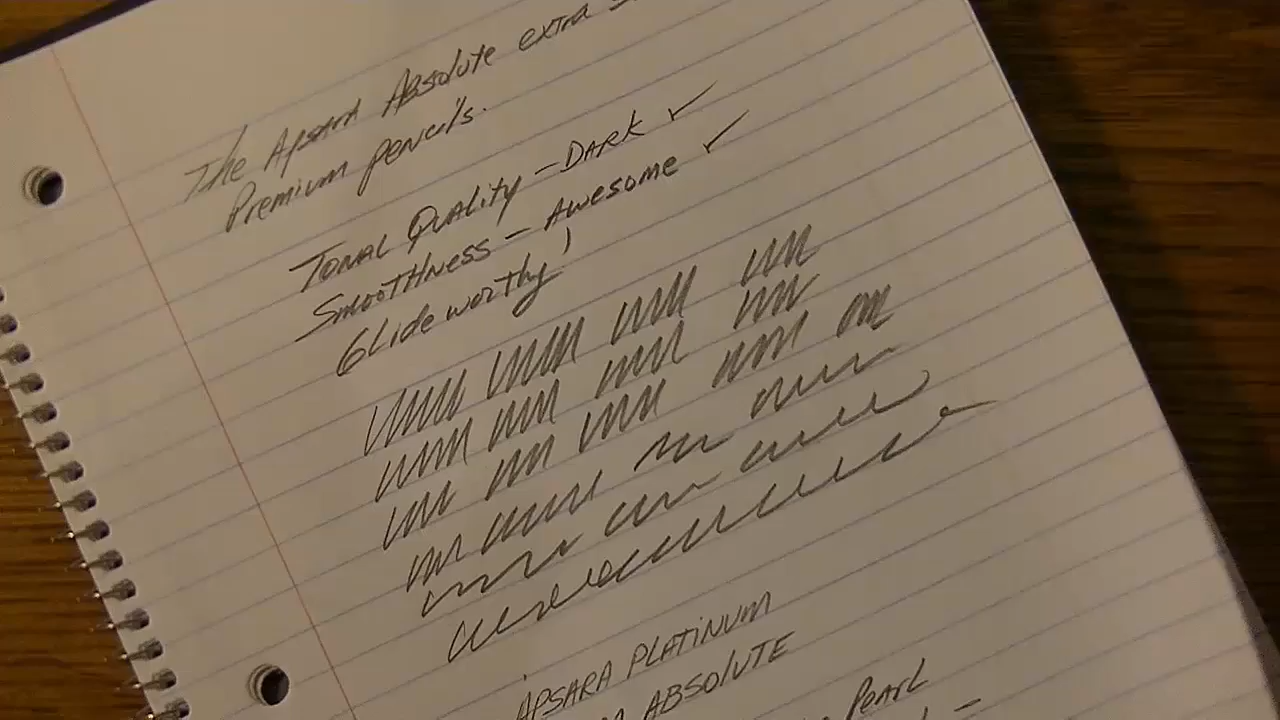 The Apsara Absolute extra
Premium pencils.
Tonal Quality - DARK ✓
Smoothness - Awesome ✓
Glideworthy!
APSARA PLATINUM
ABSOLUTE
Pearl